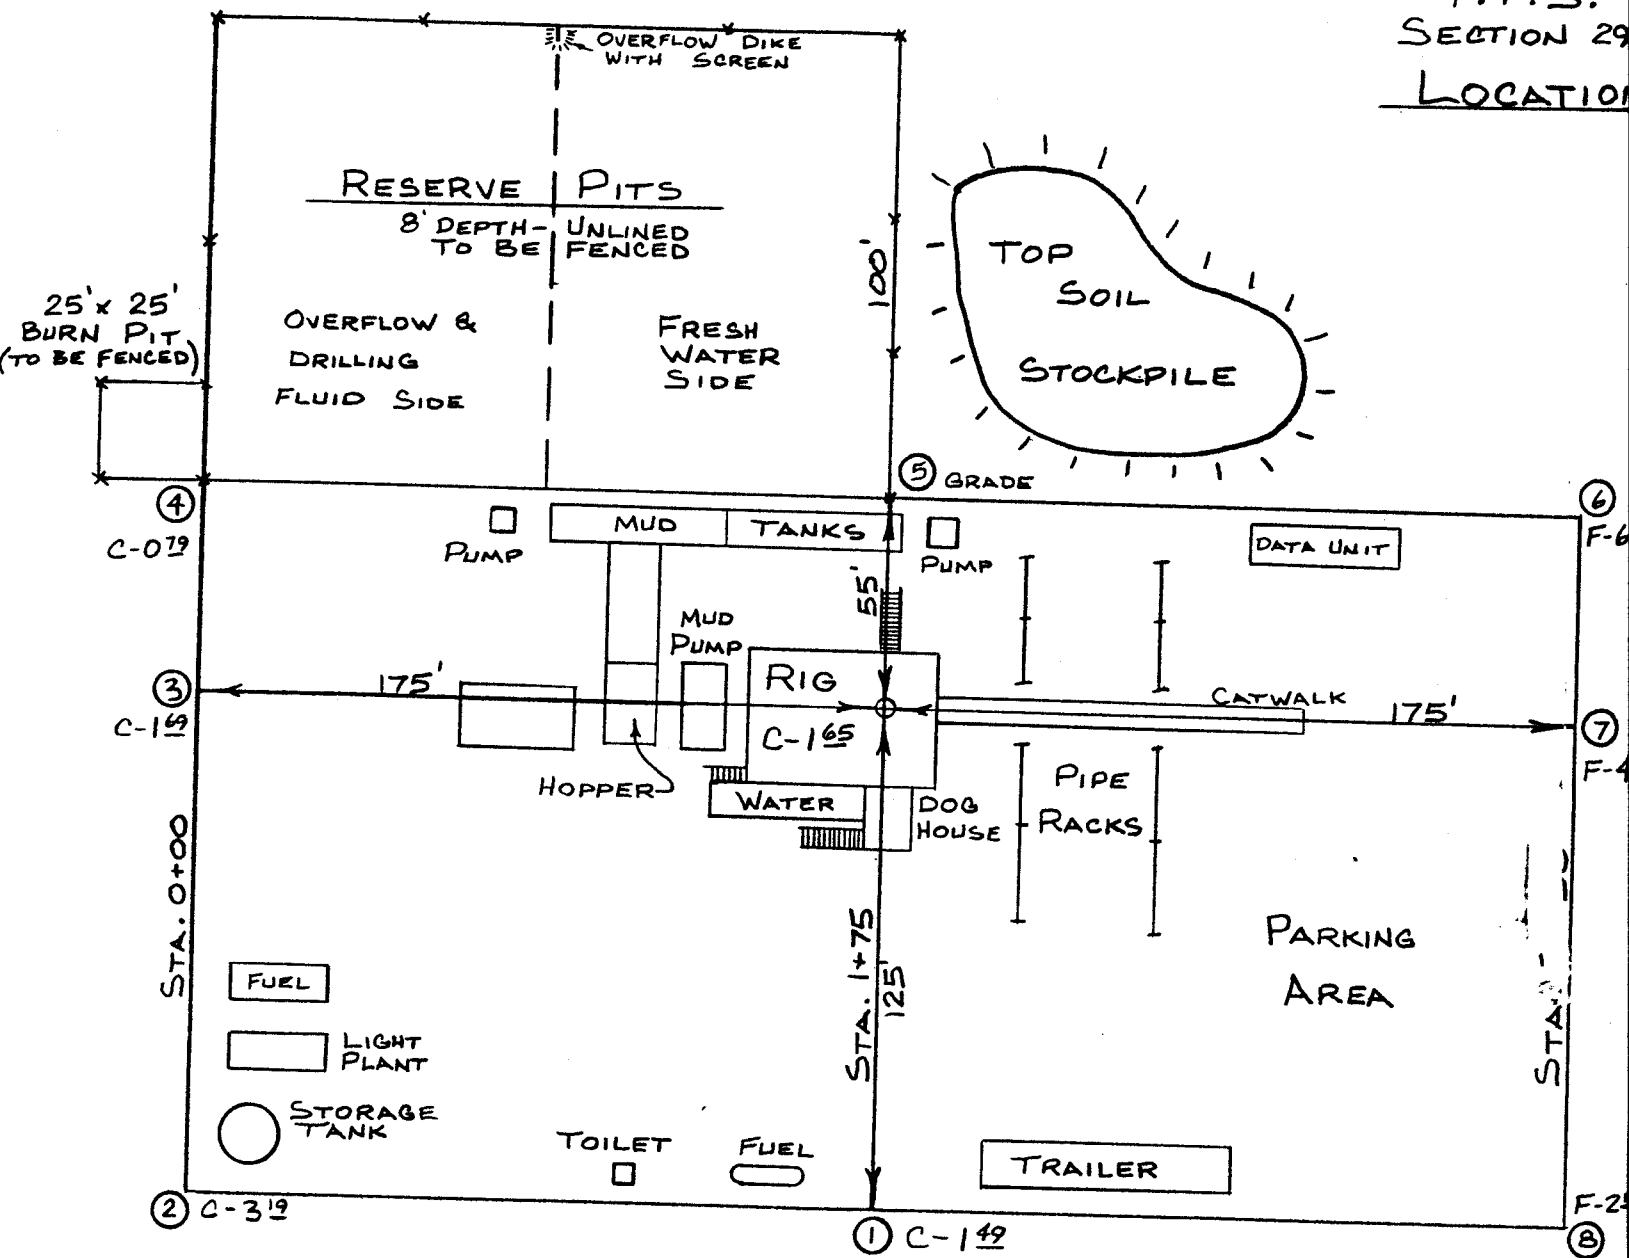 SECTION 29
LOCATION
OVERFLOW DIKE
WITH SCREEN
RESERVE PITS
8' DEPTH - UNLINED
TO BE FENCED
100'
TOP
SOIL
STOCKPILE
25' x 25'
BURN PIT
(TO BE FENCED)
OVERFLOW &
DRILLING
FLUID SIDE
FRESH
WATER
SIDE
5 GRADE
4
C-0 79
6
F-6
MUD TANKS
PUMP
PUMP
DATA UNIT
55'
MUD
PUMP
RIG
C-1 65
3
C-1 69
175'
CATWALK
175'
7
F-4
HOPPER
WATER
DOG
HOUSE
PIPE
RACKS
STA. 0+00
STA. 1+75
125'
STA.
PARKING
AREA
FUEL
LIGHT
PLANT
STORAGE
TANK
TOILET
FUEL
TRAILER
2 C-3 19
1 C-1 49
F-2
8